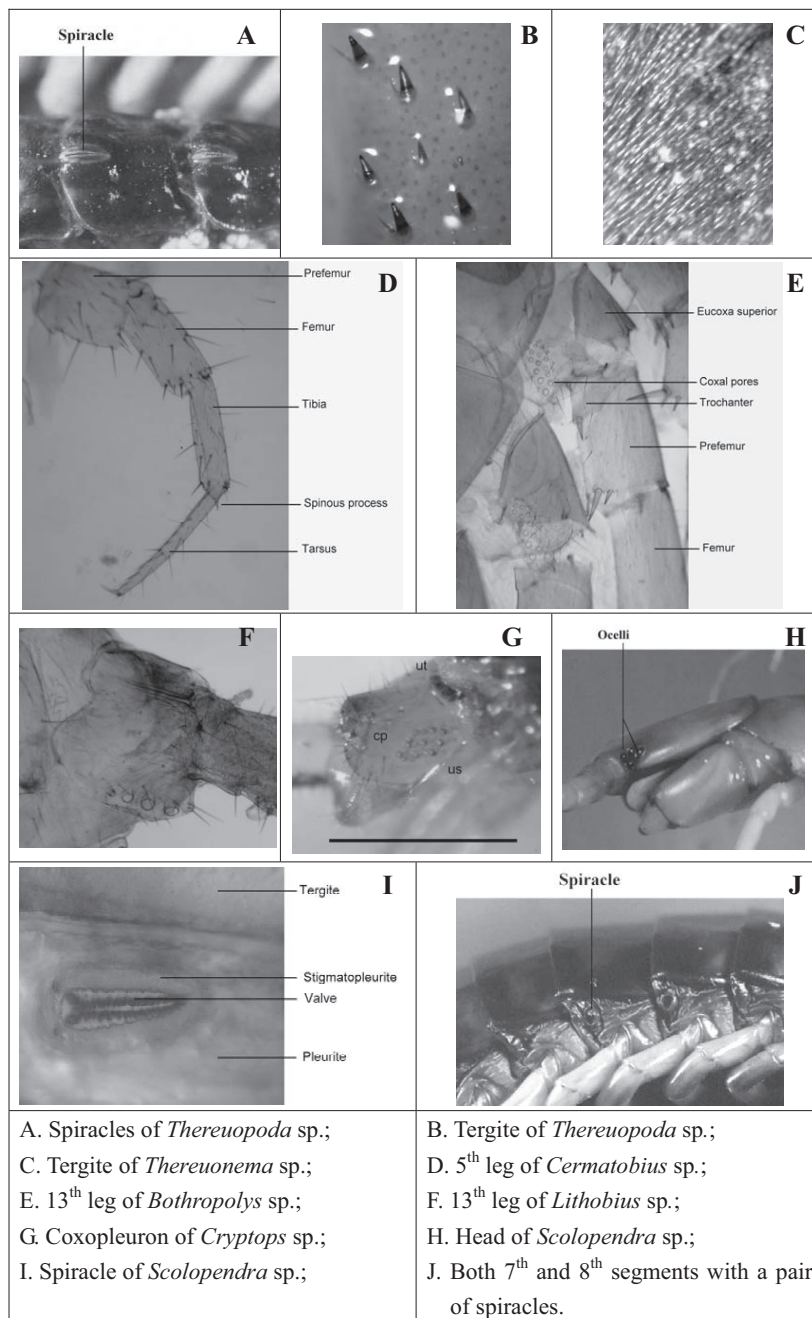 Spiracle
A
B
C
D
Prefemur
Femur
Tibia
Spinous process
Tarsus
E
Eucoxa superior
Coxal pores
Trochanter
Prefemur
Femur
F
G
ut
cp
us
H
Ocelli
I
Tergite
Stigmatopleurite
Valve
Pleurite
J
Spiracle
A. Spiracles of Thereuopoda sp.;
B. Tergite of Thereuopoda sp.;
C. Tergite of Thereuonema sp.;
D. 5th leg of Cermatobius sp.;
E. 13th leg of Bothropolys sp.;
F. 13th leg of Lithobius sp.;
G. Coxopleuron of Cryptops sp.;
H. Head of Scolopendra sp.;
I. Spiracle of Scolopendra sp.;
J. Both 7th and 8th segments with a pair
of spiracles.